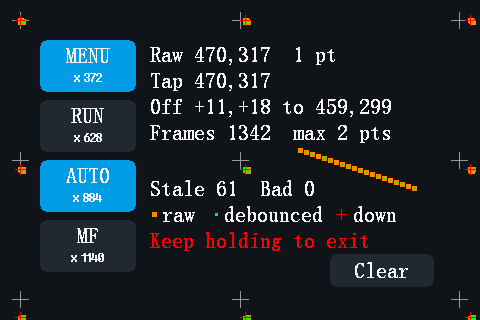 MENU
x 372
RUN
x 628
AUTO
x 884
MF
x 1140
Raw 470,317 1 pt
Tap 470,317
Off +11,+18 to 459,299
Frames 1342 max 2 pts
Stale 61 Bad 0
raw debounced + down
Keep holding to exit
Clear